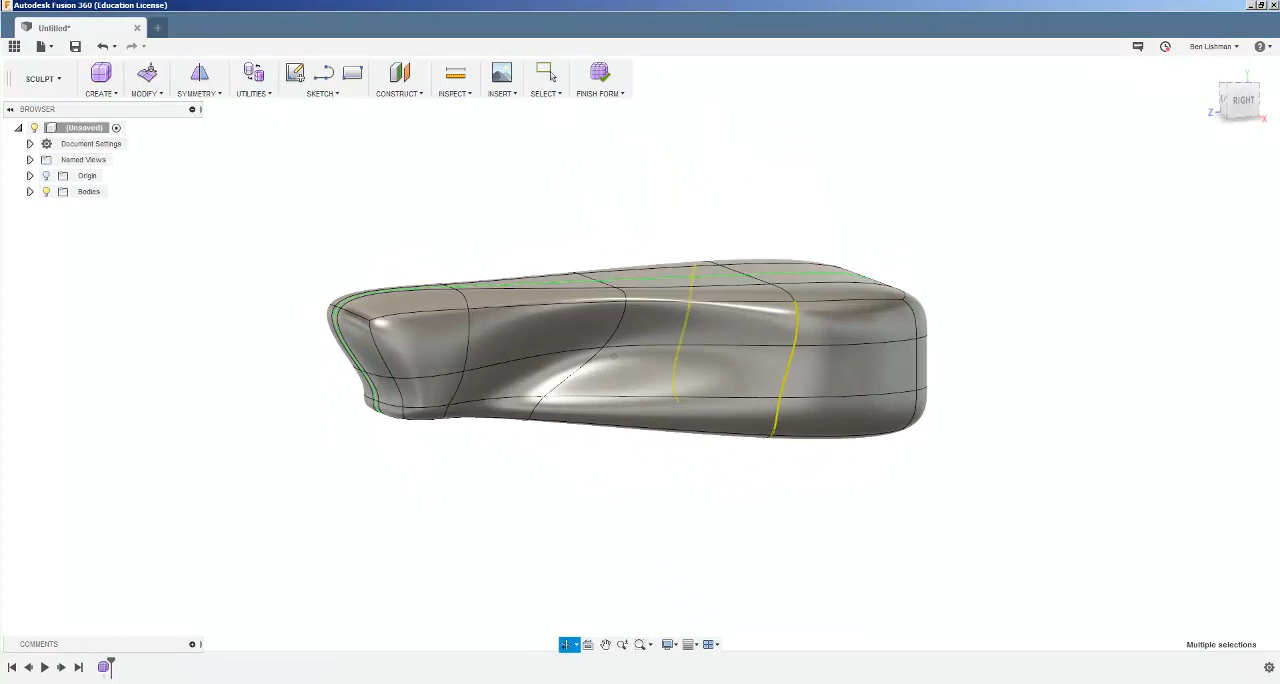 Autodesk Fusion 360 (Education License)
Untitled*
Ben Lishman
SCULPT
CREATE
MODIFY
SYMMETRY
UTILITIES
SKETCH
CONSTRUCT
INSPECT
INSERT
SELECT
FINISH FORM
BROWSER
(Unsaved)
Document Settings
Named Views
Origin
Bodies
Y
RIGHT
Z
X
COMMENTS
Multiple selections